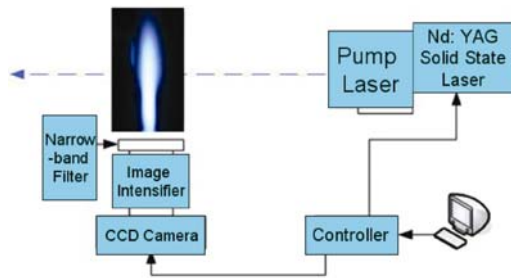 Pump
Laser
Nd: YAG
Solid State
Laser
Narrow
-band
Filter
Image
Intensifier
CCD Camera
Controller